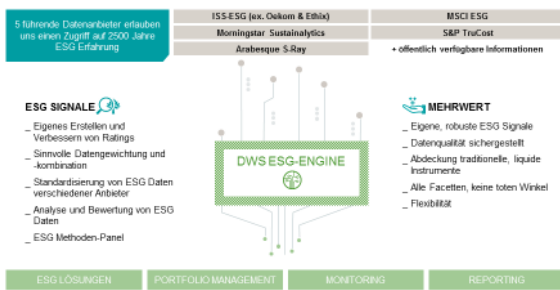 5 führende Datenanbieter erlauben
uns einen Zugriff auf 2500 Jahre
ESG Erfahrung
ISS-ESG (ex. Oekom & Ethix)
MSCI ESG
Morningstar Sustainalytics
S&P TruCost
Arabesque S-Ray
+ öffentlich verfügbare Informationen
ESG SIGNALE
_ Eigenes Erstellen und
Verbessern von Ratings
_ Sinnvolle Datengewichtung und
-kombination
_ Standardisierung von ESG Daten
verschiedener Anbieter
_ Analyse und Bewertung von ESG
Daten
_ ESG Methoden-Panel
DWS ESG-ENGINE
MEHRWERT
_ Eigene, robuste ESG Signale
_ Datenqualität sichergestellt
_ Abdeckung traditionelle, liquide
Instrumente
_ Alle Facetten, keine toten Winkel
_ Flexibilität
ESG LÖSUNGEN
PORTFOLIO MANAGEMENT
MONITORING
REPORTING